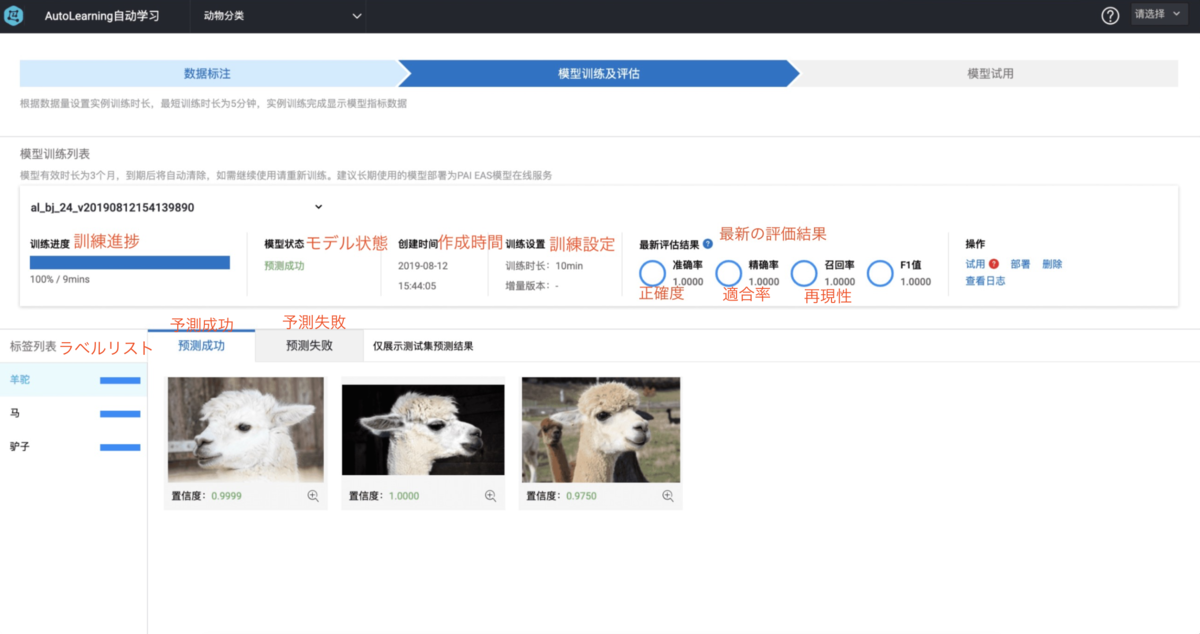 AutoLearning自动学习 动物分类 请选择
数据标注 模型训练及评估 模型试用
根据数据量设置实例训练时长，最短训练时长为5分钟，实例训练完成显示模型指标数据
模型训练列表
模型有效时长为3个月，到期后将自动清除，如需继续使用请重新训练。建议长期使用的模型部署为PAI EAS模型在线服务
al_bj_24_v20190812154139890
训练进度 訓練進捗
100% / 9mins
模型状态 モデル状態
预测成功
创建时间 作成時間
2019-08-12
15:44:05
训练设置 訓練設定
训练时长： 10min
增量版本： -
最新评估结果 ? 最新の評価結果
准确率 精确率 召回率 F1值
1.0000 1.0000 1.0000 1.0000
正確度 適合率 再現性
操作
试用 ? 部署 删除
查看日志
予測成功 予測失敗
标签列表 ラベルリスト 预测成功 预测失败 仅展示测试集预测结果
羊驼
马
驴子
置信度： 0.9999 置信度： 1.0000 置信度： 0.9750